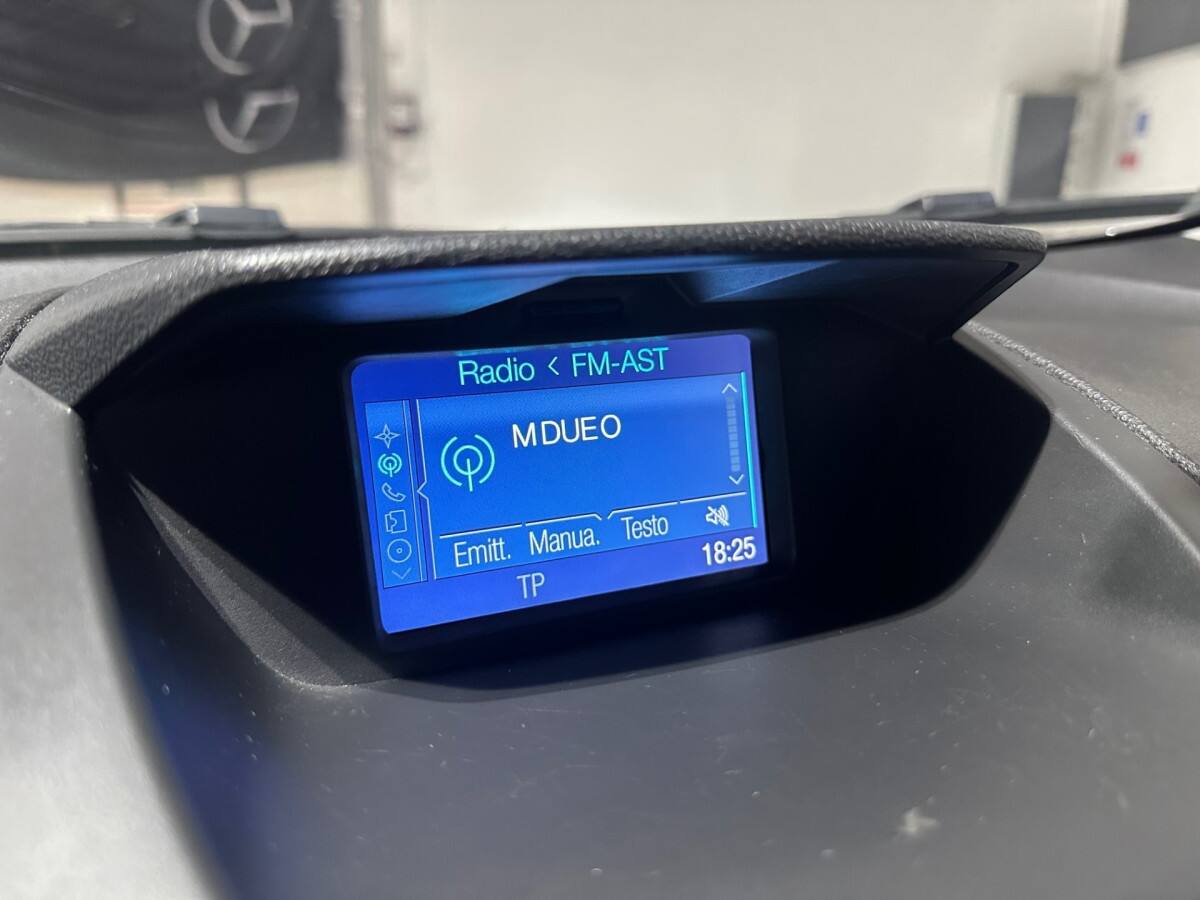 Radio < FM-AST
MDUEO
Emitt. Manua. Testo
18:25
TP